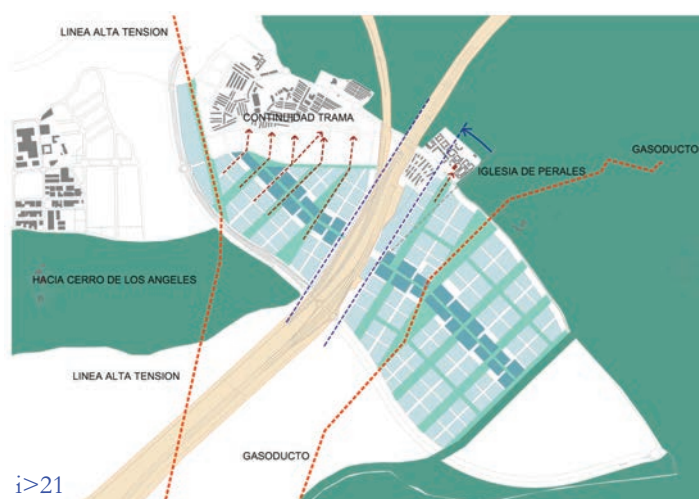 LINEA ALTA TENSION
CONTINUIDAD TRAMA
GASODUCTO
IGLESIA DE PERALES
HACIA CERRO DE LOS ANGELES
LINEA ALTA TENSION
GASODUCTO
i>21